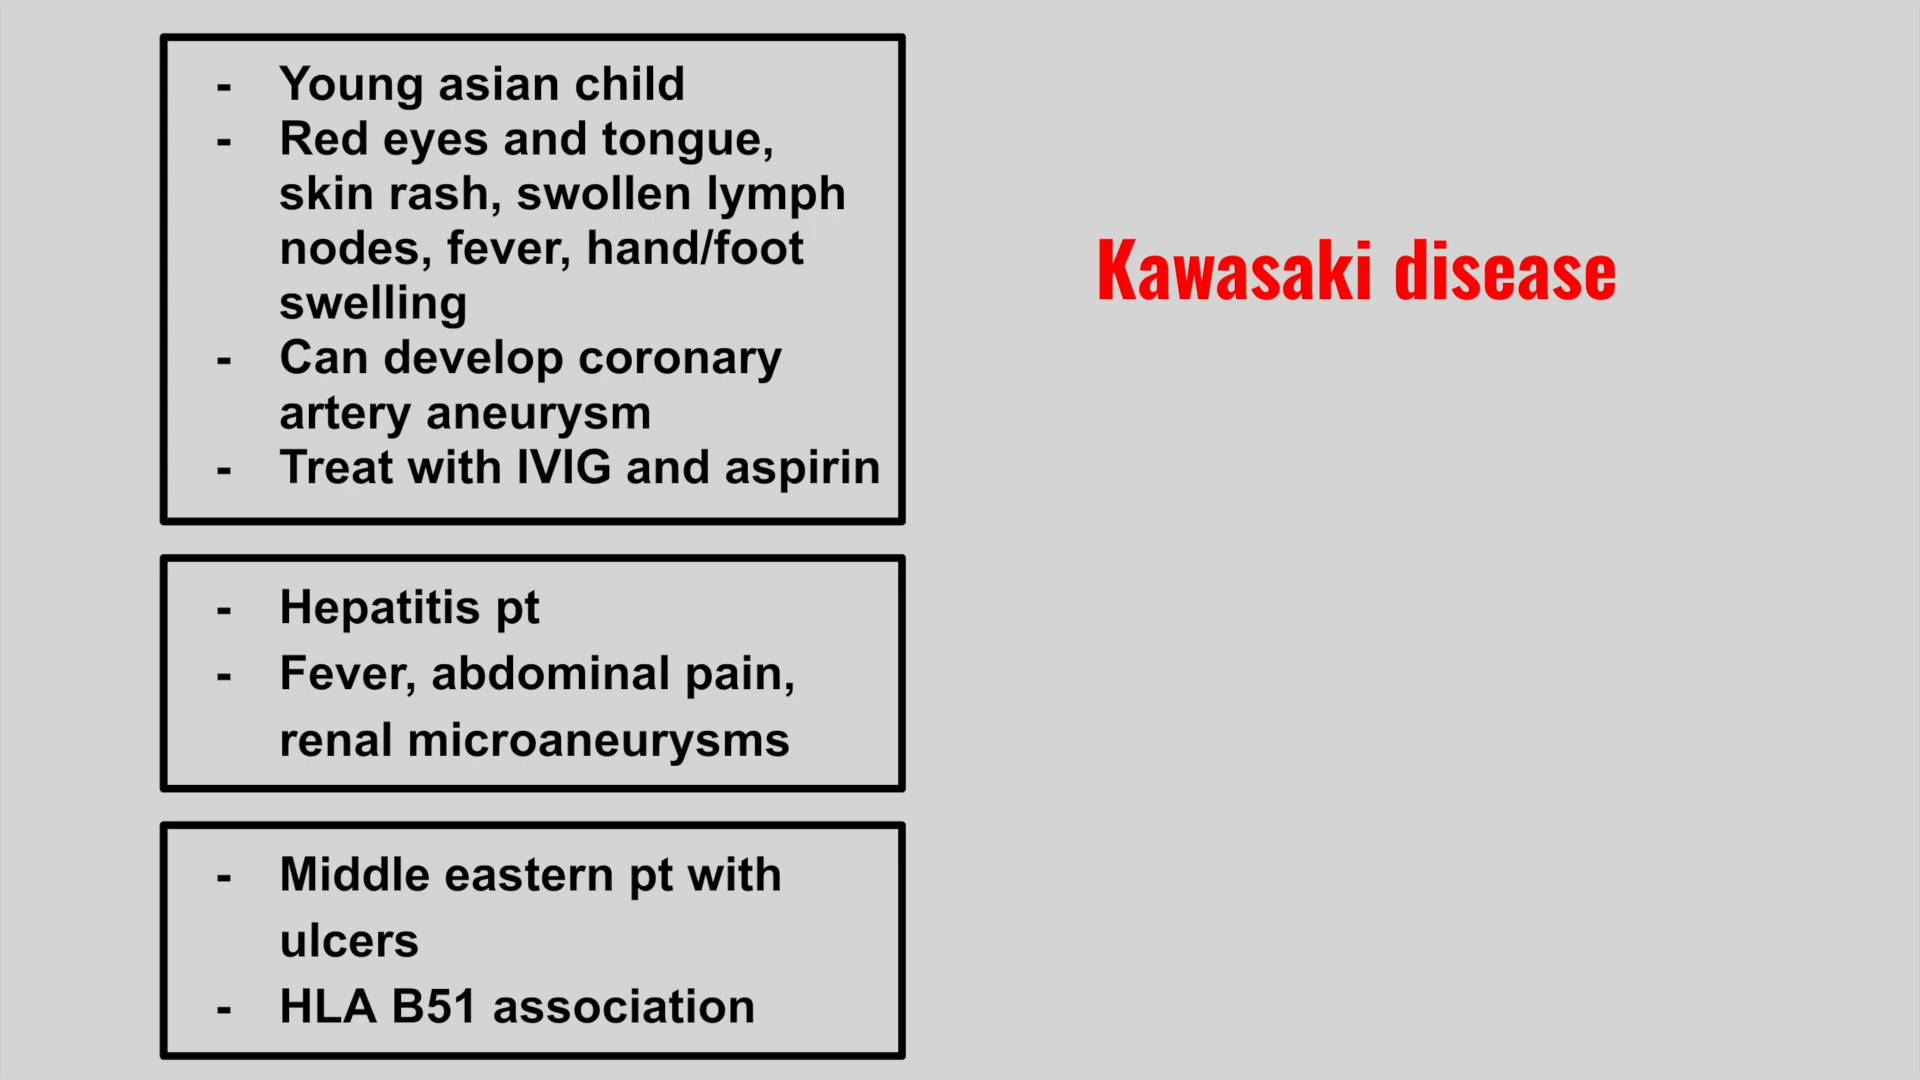 - Young asian child
- Red eyes and tongue,
skin rash, swollen lymph
nodes, fever, hand/foot
swelling
- Can develop coronary
artery aneurysm
- Treat with IVIG and aspirin
Kawasaki disease
- Hepatitis pt
- Fever, abdominal pain,
renal microaneurysms
- Middle eastern pt with
ulcers
- HLA B51 association